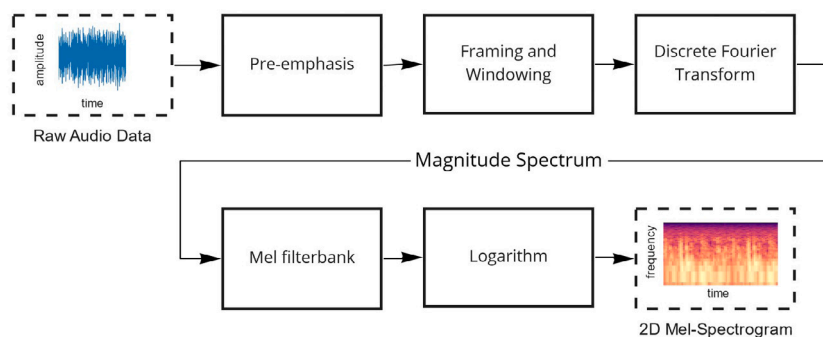 amplitude
time
Raw Audio Data
Pre-emphasis
Framing and
Windowing
Discrete Fourier
Transform
Magnitude Spectrum
Mel filterbank
Logarithm
frequency
time
2D Mel-Spectrogram